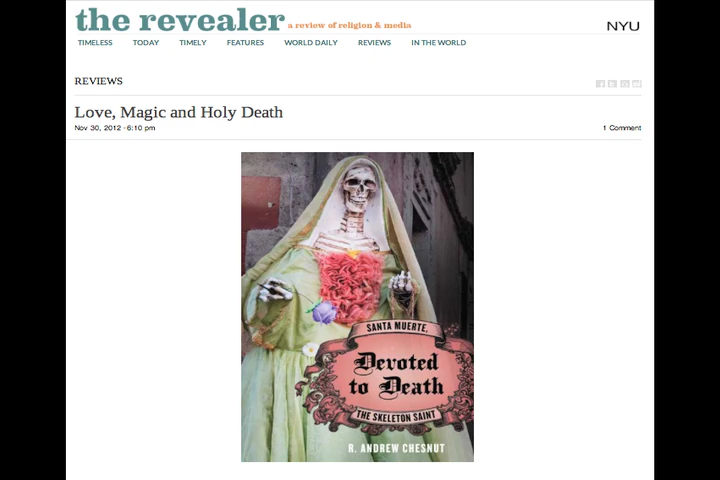 the revealer a review of religion & media
NYU
TIMELESS TODAY TIMELY FEATURES WORLD DAILY REVIEWS IN THE WORLD
REVIEWS
Love, Magic and Holy Death
Nov 30, 2012 - 6:10 pm 1 Comment
SANTA MUERTE,
Devoted
to Death
THE SKELETON SAINT
R. ANDREW CHESNUT